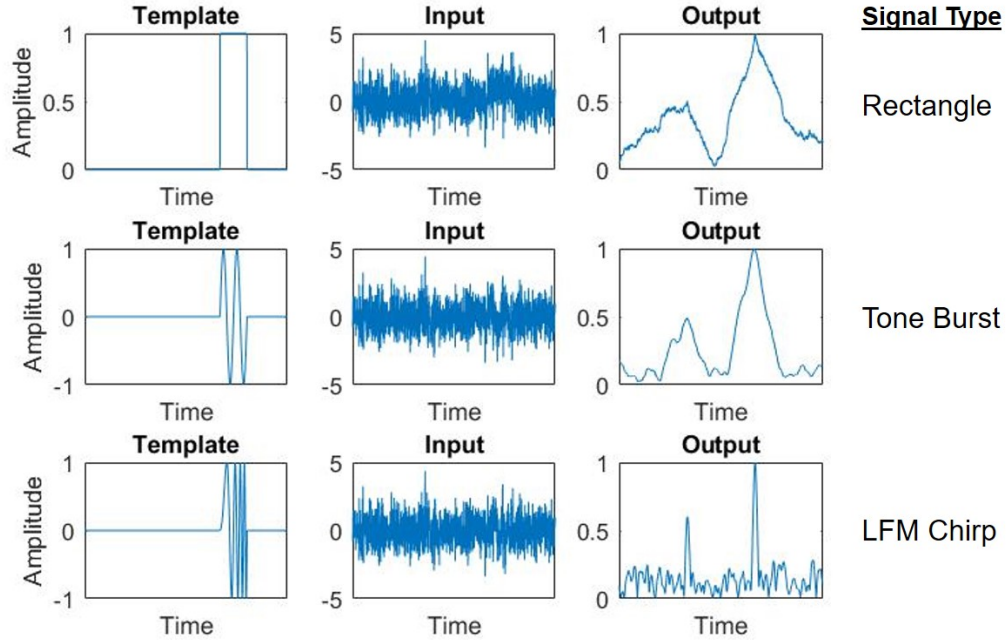 Template Input Output Signal Type
1 5 1
Amplitude 0.5 0 0.5 Rectangle
0 -5 0
Time Time Time
Template Input Output
1 5 1
Amplitude 0 0 0.5 Tone Burst
-1 -5 0
Time Time Time
Template Input Output
1 5 1
Amplitude 0 0 0.5 LFM Chirp
-1 -5 0
Time Time Time